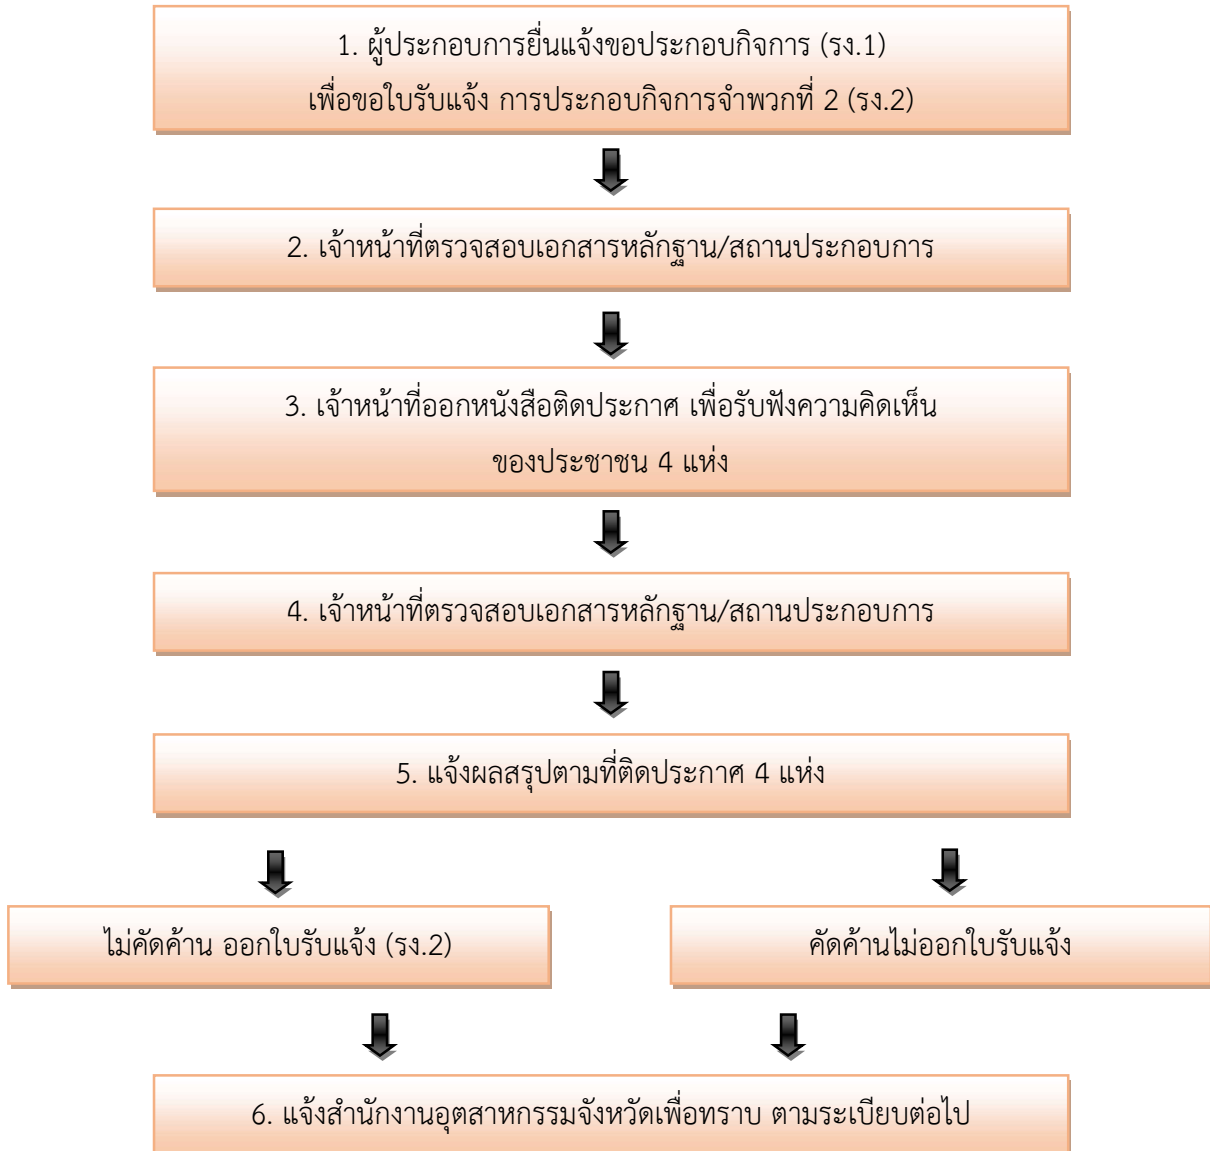 1. ผู้ประกอบการยื่นแจ้งขอประกอบกิจการ (รง.1)
เพื่อขอใบรับแจ้ง การประกอบกิจการจำพวกที่ 2 (รง.2)
2. เจ้าหน้าที่ตรวจสอบเอกสารหลักฐาน/สถานประกอบการ
3. เจ้าหน้าที่ออกหนังสือติดประกาศ เพื่อรับฟังความคิดเห็น
ของประชาชน 4 แห่ง
4. เจ้าหน้าที่ตรวจสอบเอกสารหลักฐาน/สถานประกอบการ
5. แจ้งผลสรุปตามที่ติดประกาศ 4 แห่ง
ไม่คัดค้าน ออกใบรับแจ้ง (รง.2)
คัดค้านไม่ออกใบรับแจ้ง
6. แจ้งสำนักงานอุตสาหกรรมจังหวัดเพื่อทราบ ตามระเบียบต่อไป